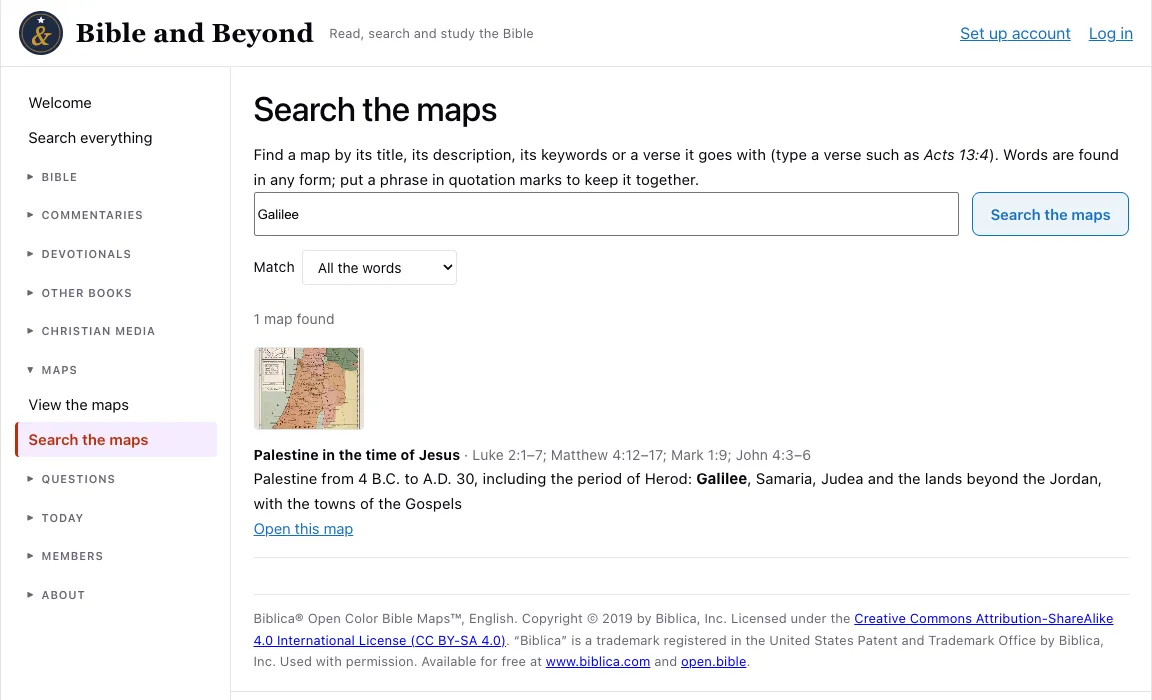 &
Bible and Beyond
Read, search and study the Bible
Set up account
Log in
Welcome
Search everything
BIBLE
COMMENTARIES
DEVOTIONALS
OTHER BOOKS
CHRISTIAN MEDIA
MAPS
View the maps
Search the maps
QUESTIONS
TODAY
MEMBERS
ABOUT
Search the maps
Find a map by its title, its description, its keywords or a verse it goes with (type a verse such as Acts 13:4). Words are found
in any form; put a phrase in quotation marks to keep it together.
Galilee
Search the maps
Match
All the words
1 map found
Palestine in the time of Jesus · Luke 2:1–7; Matthew 4:12–17; Mark 1:9; John 4:3–6
Palestine from 4 B.C. to A.D. 30, including the period of Herod: Galilee, Samaria, Judea and the lands beyond the Jordan,
with the towns of the Gospels
Open this map
Biblica® Open Color Bible Maps™, English. Copyright © 2019 by Biblica, Inc. Licensed under the Creative Commons Attribution-ShareAlike
4.0 International License (CC BY-SA 4.0). “Biblica” is a trademark registered in the United States Patent and Trademark Office by Biblica,
Inc. Used with permission. Available for free at www.biblica.com and open.bible.